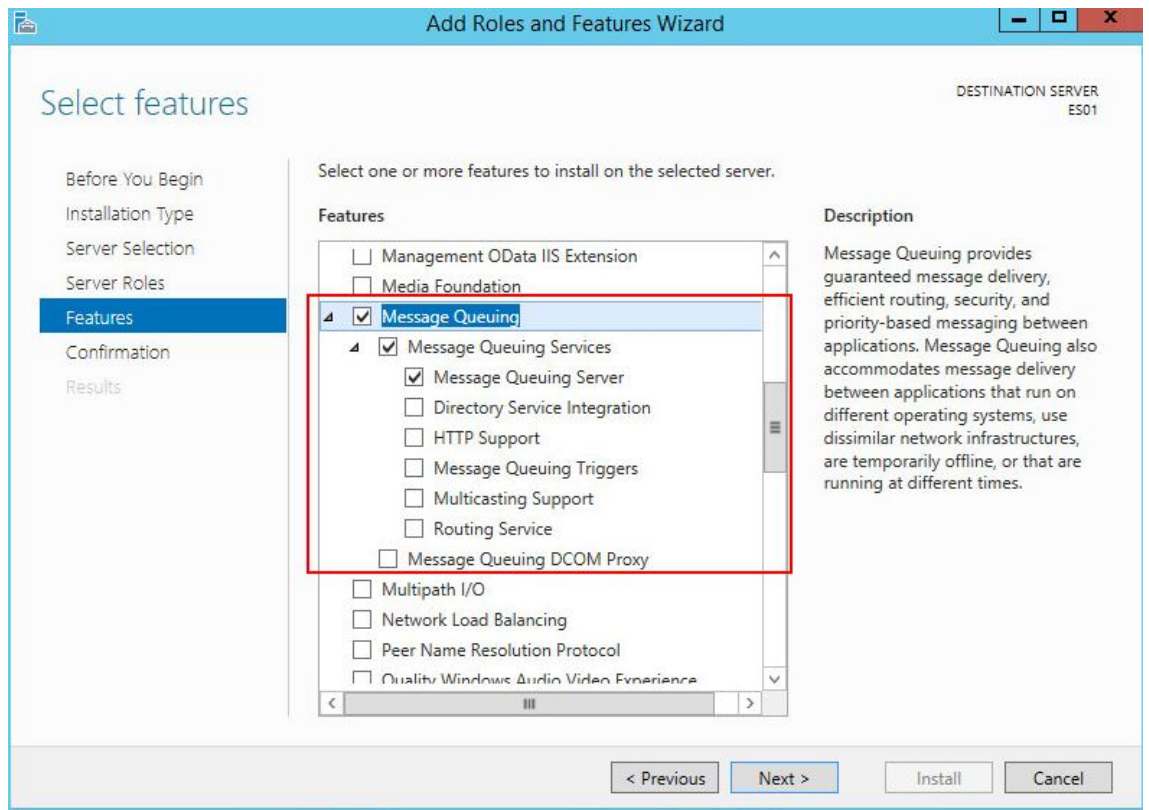 Add Roles and Features Wizard
X
Select features
DESTINATION SERVER
ES01
Before You Begin
Installation Type
Server Selection
Server Roles
Features
Confirmation
Results
Select one or more features to install on the selected server.
Features
Management OData IIS Extension
Media Foundation
Message Queuing
Message Queuing Services
Message Queuing Server
Directory Service Integration
HTTP Support
Message Queuing Triggers
Multicasting Support
Routing Service
Message Queuing DCOM Proxy
Multipath I/O
Network Load Balancing
Peer Name Resolution Protocol
Quality Windows Audio Video Experience
Description
Message Queuing provides
guaranteed message delivery,
efficient routing, security, and
priority-based messaging between
applications. Message Queuing also
accommodates message delivery
between applications that run on
different operating systems, use
dissimilar network infrastructures,
are temporarily offline, or that are
running at different times.
< Previous
Next >
Install
Cancel